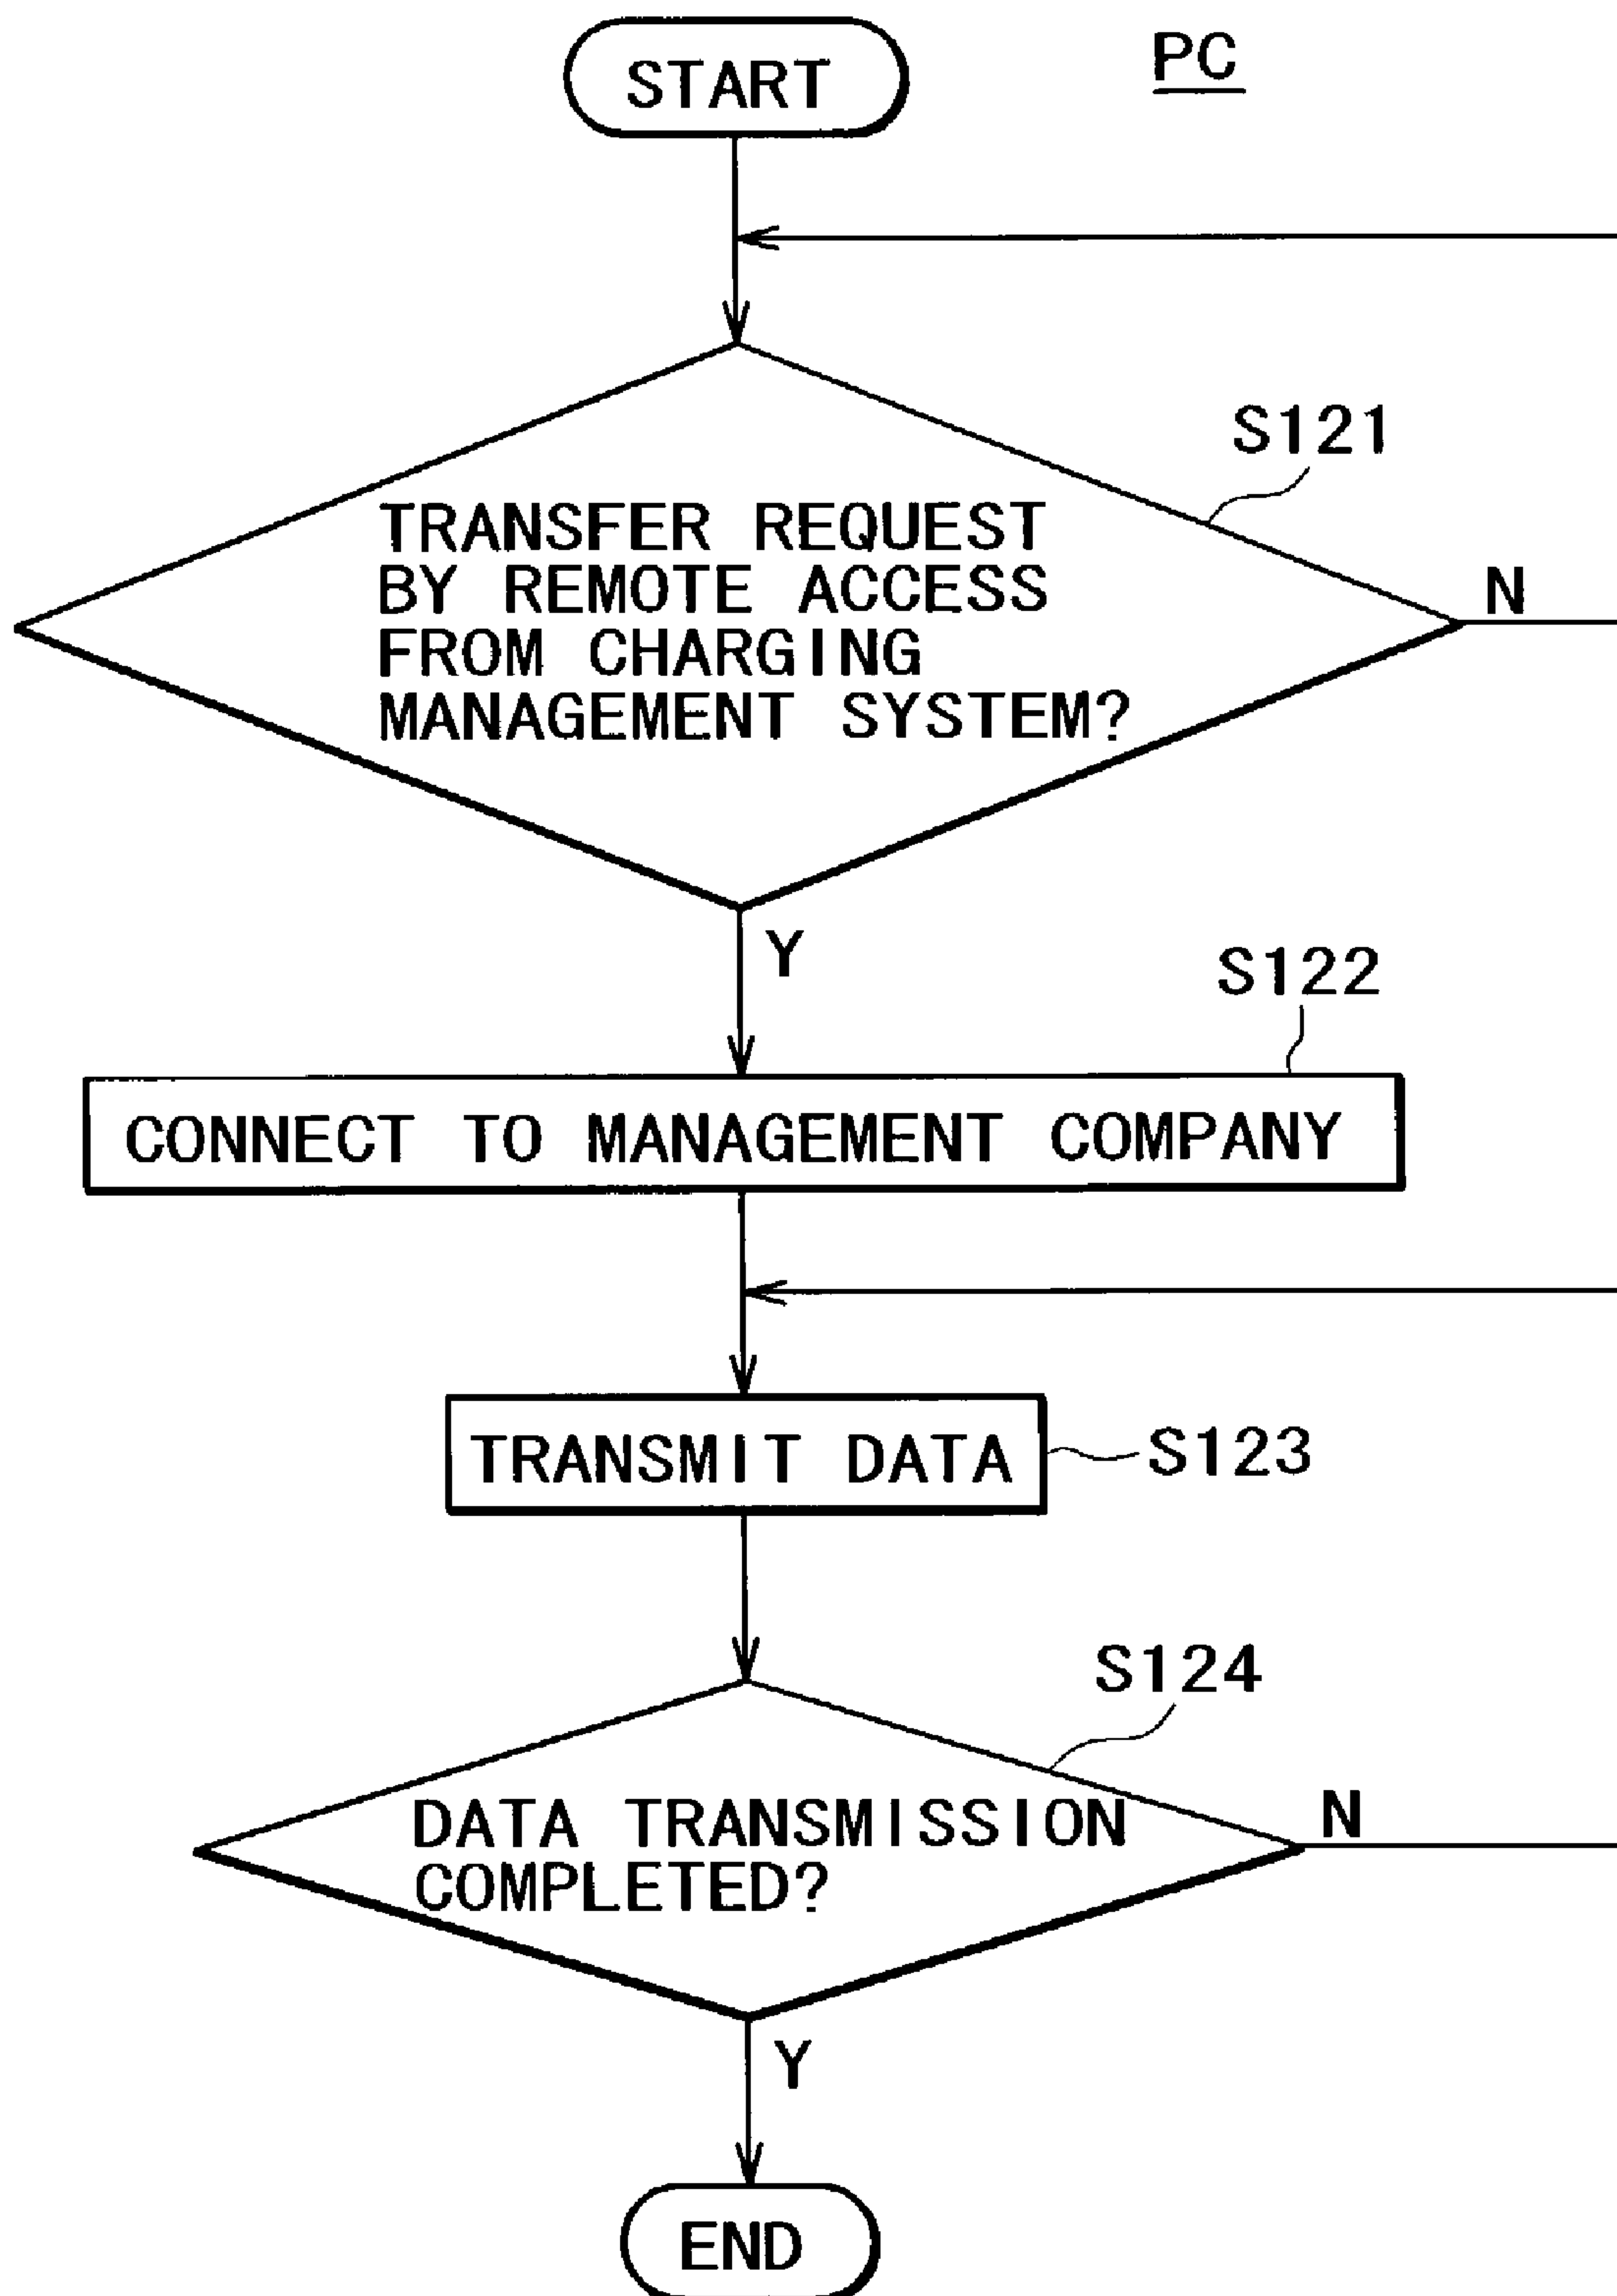 START
PC
S121
TRANSFER REQUEST
BY REMOTE ACCESS
FROM CHARGING
MANAGEMENT SYSTEM?
N
Y
S122
CONNECT TO MANAGEMENT COMPANY
TRANSMIT DATA
S123
S124
DATA TRANSMISSION
COMPLETED?
N
Y
END